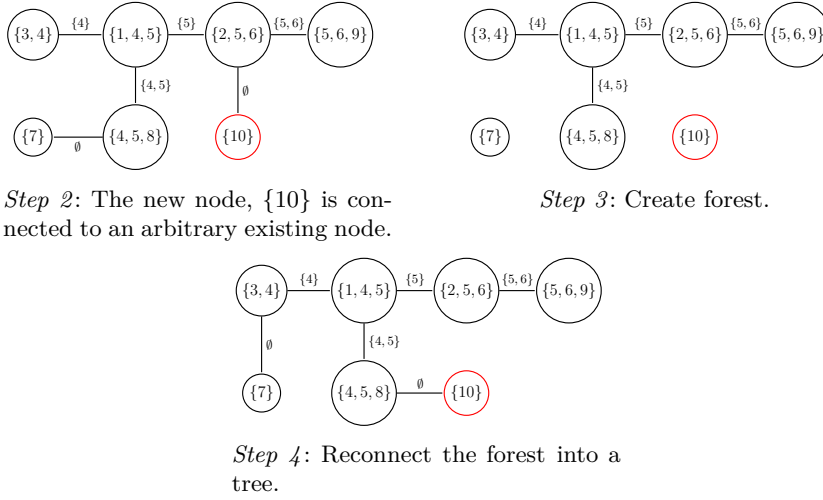 {3, 4} {4} {1, 4, 5} {5} {2, 5, 6} {5, 6} {5, 6, 9}
{4, 5} ∅
{7} ∅ {4, 5, 8} {10}
Step 2: The new node, {10} is con-
nected to an arbitrary existing node.
{3, 4} {4} {1, 4, 5} {5} {2, 5, 6} {5, 6} {5, 6, 9}
{4, 5}
{7} {4, 5, 8} {10}
Step 3: Create forest.
{3, 4} {4} {1, 4, 5} {5} {2, 5, 6} {5, 6} {5, 6, 9}
∅ {4, 5}
{7} {4, 5, 8} ∅ {10}
Step 4: Reconnect the forest into a
tree.